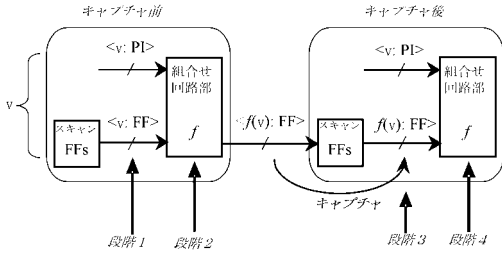 キャプチャ前
キャプチャ後
<v: PI>
<v: PI>
組合せ
回路部
組合せ
回路部
v
スキャン
FFs
<v: FF>
f
<f(v): FF>
スキャン
FFs
f(v): FF>
f
キャプチャ
段階1
段階2
段階3
段階4